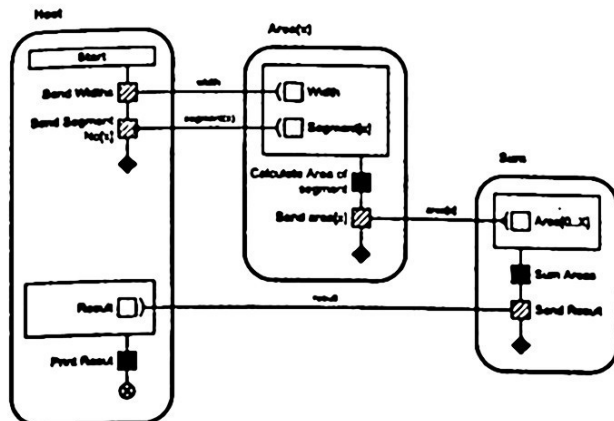 Host
Start
Send Widths
Send Segment
No[x]
Result
Print Result
width
segment[x]
Area[x]
Width
Segment[x]
Calculate Area of
segment
Send area[x]
area[x]
result
Sum
Area[0..X]
Sum Areas
Send Result